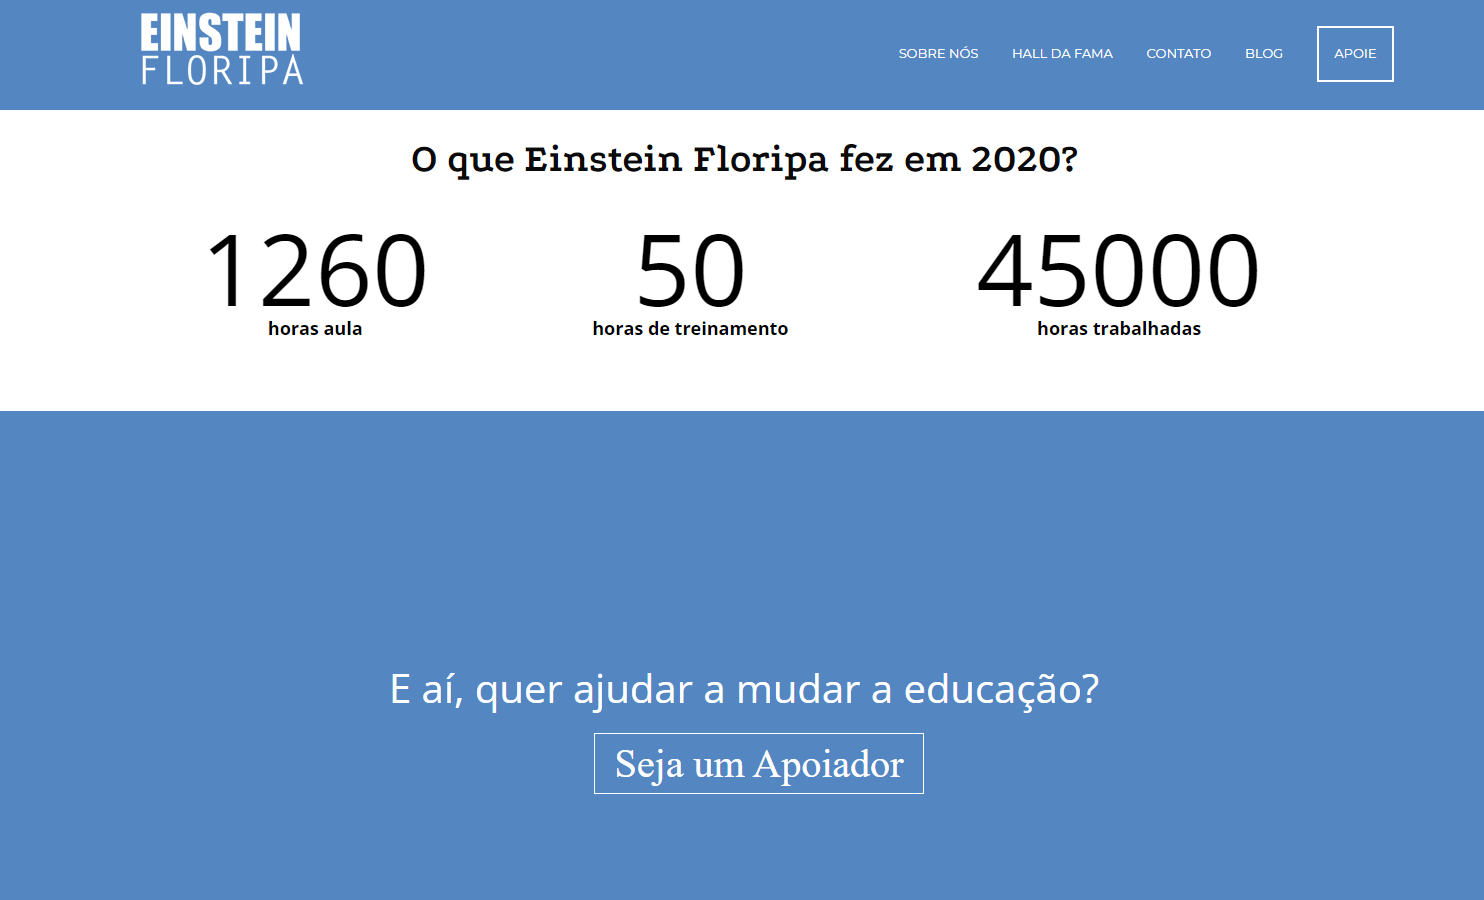 EINSTEIN
FLORIPA
SOBRE NÓS HALL DA FAMA CONTATO BLOG APOIE
O que Einstein Floripa fez em 2020?
1260 50 45000
horas aula horas de treinamento horas trabalhadas
E aí, quer ajudar a mudar a educação?
Seja um Apoiador